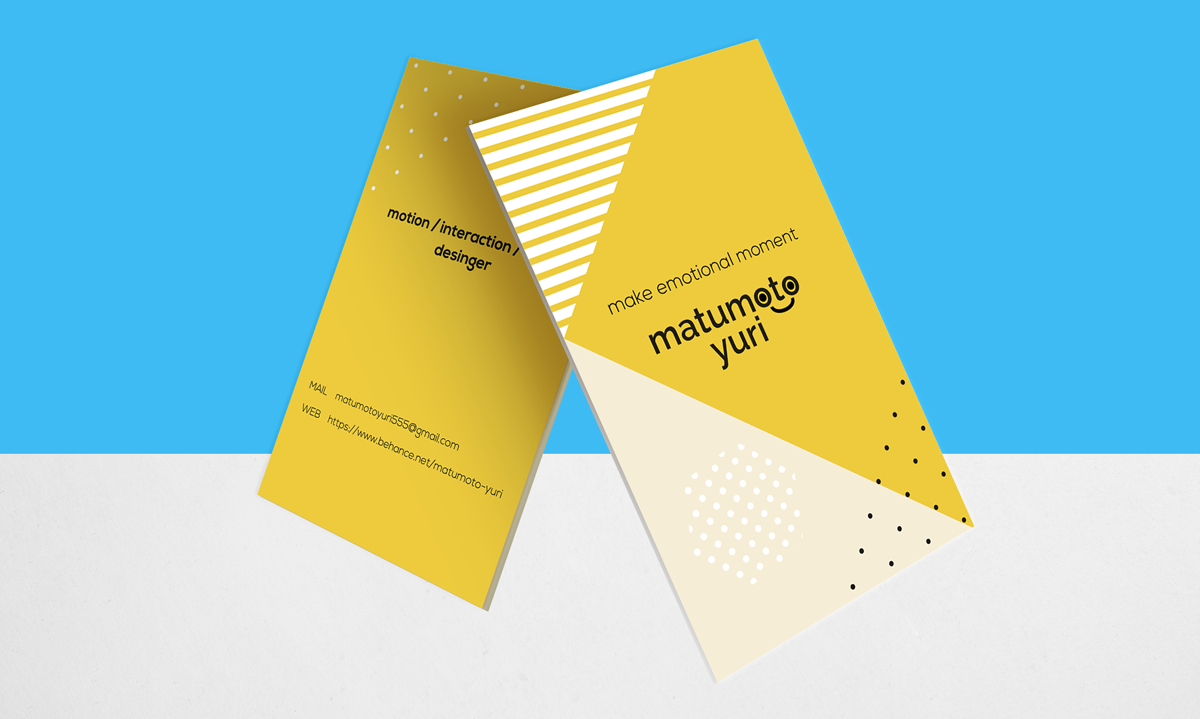 motion / interaction /
desinger
MAIL matumotoyuri555@gmail.com
WEB https://www.behance.net/matumoto-yuri
make emotional moment
matumoto
yuri